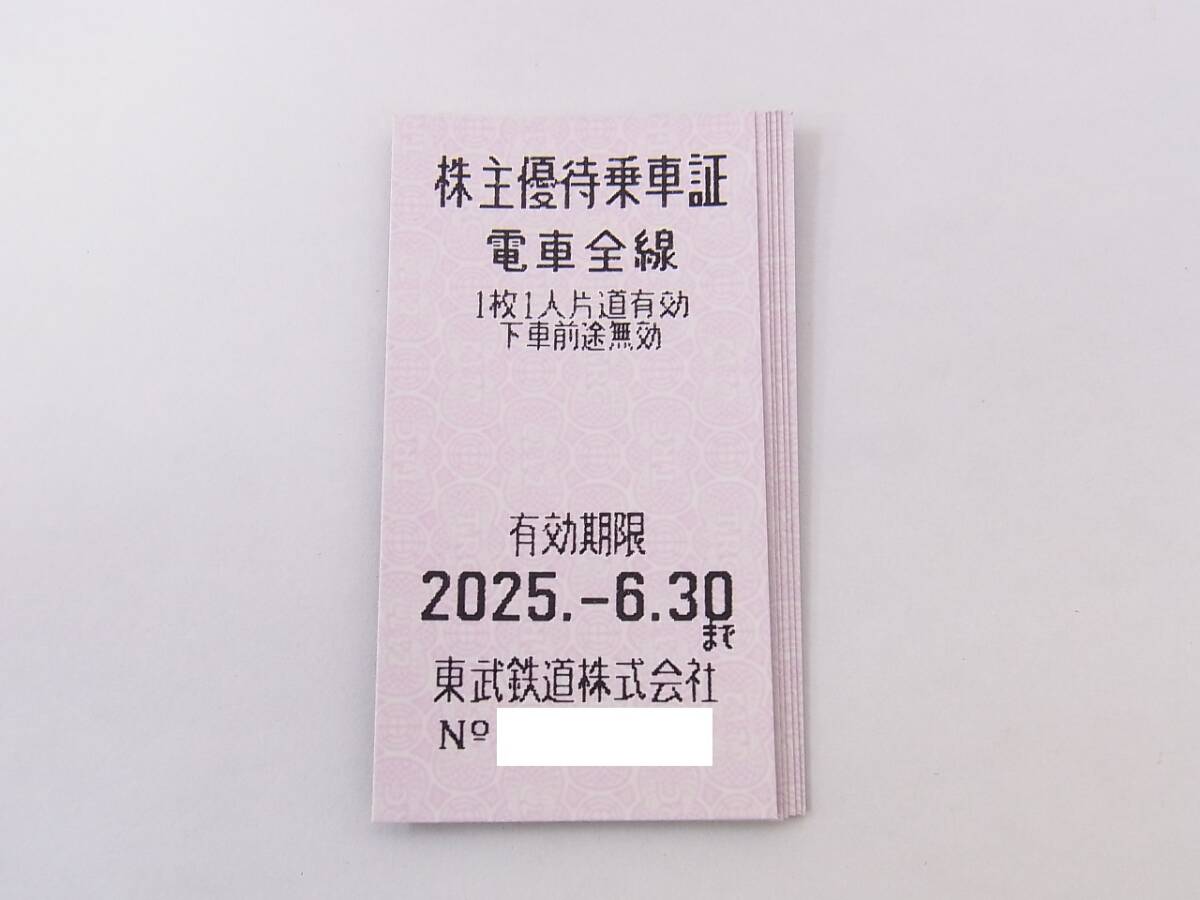 株主優待乗車証
電車全線
1枚1人片道有効
下車前途無効
有効期限
2025.-6.30
まで
東武鉄道株式会社
Nº